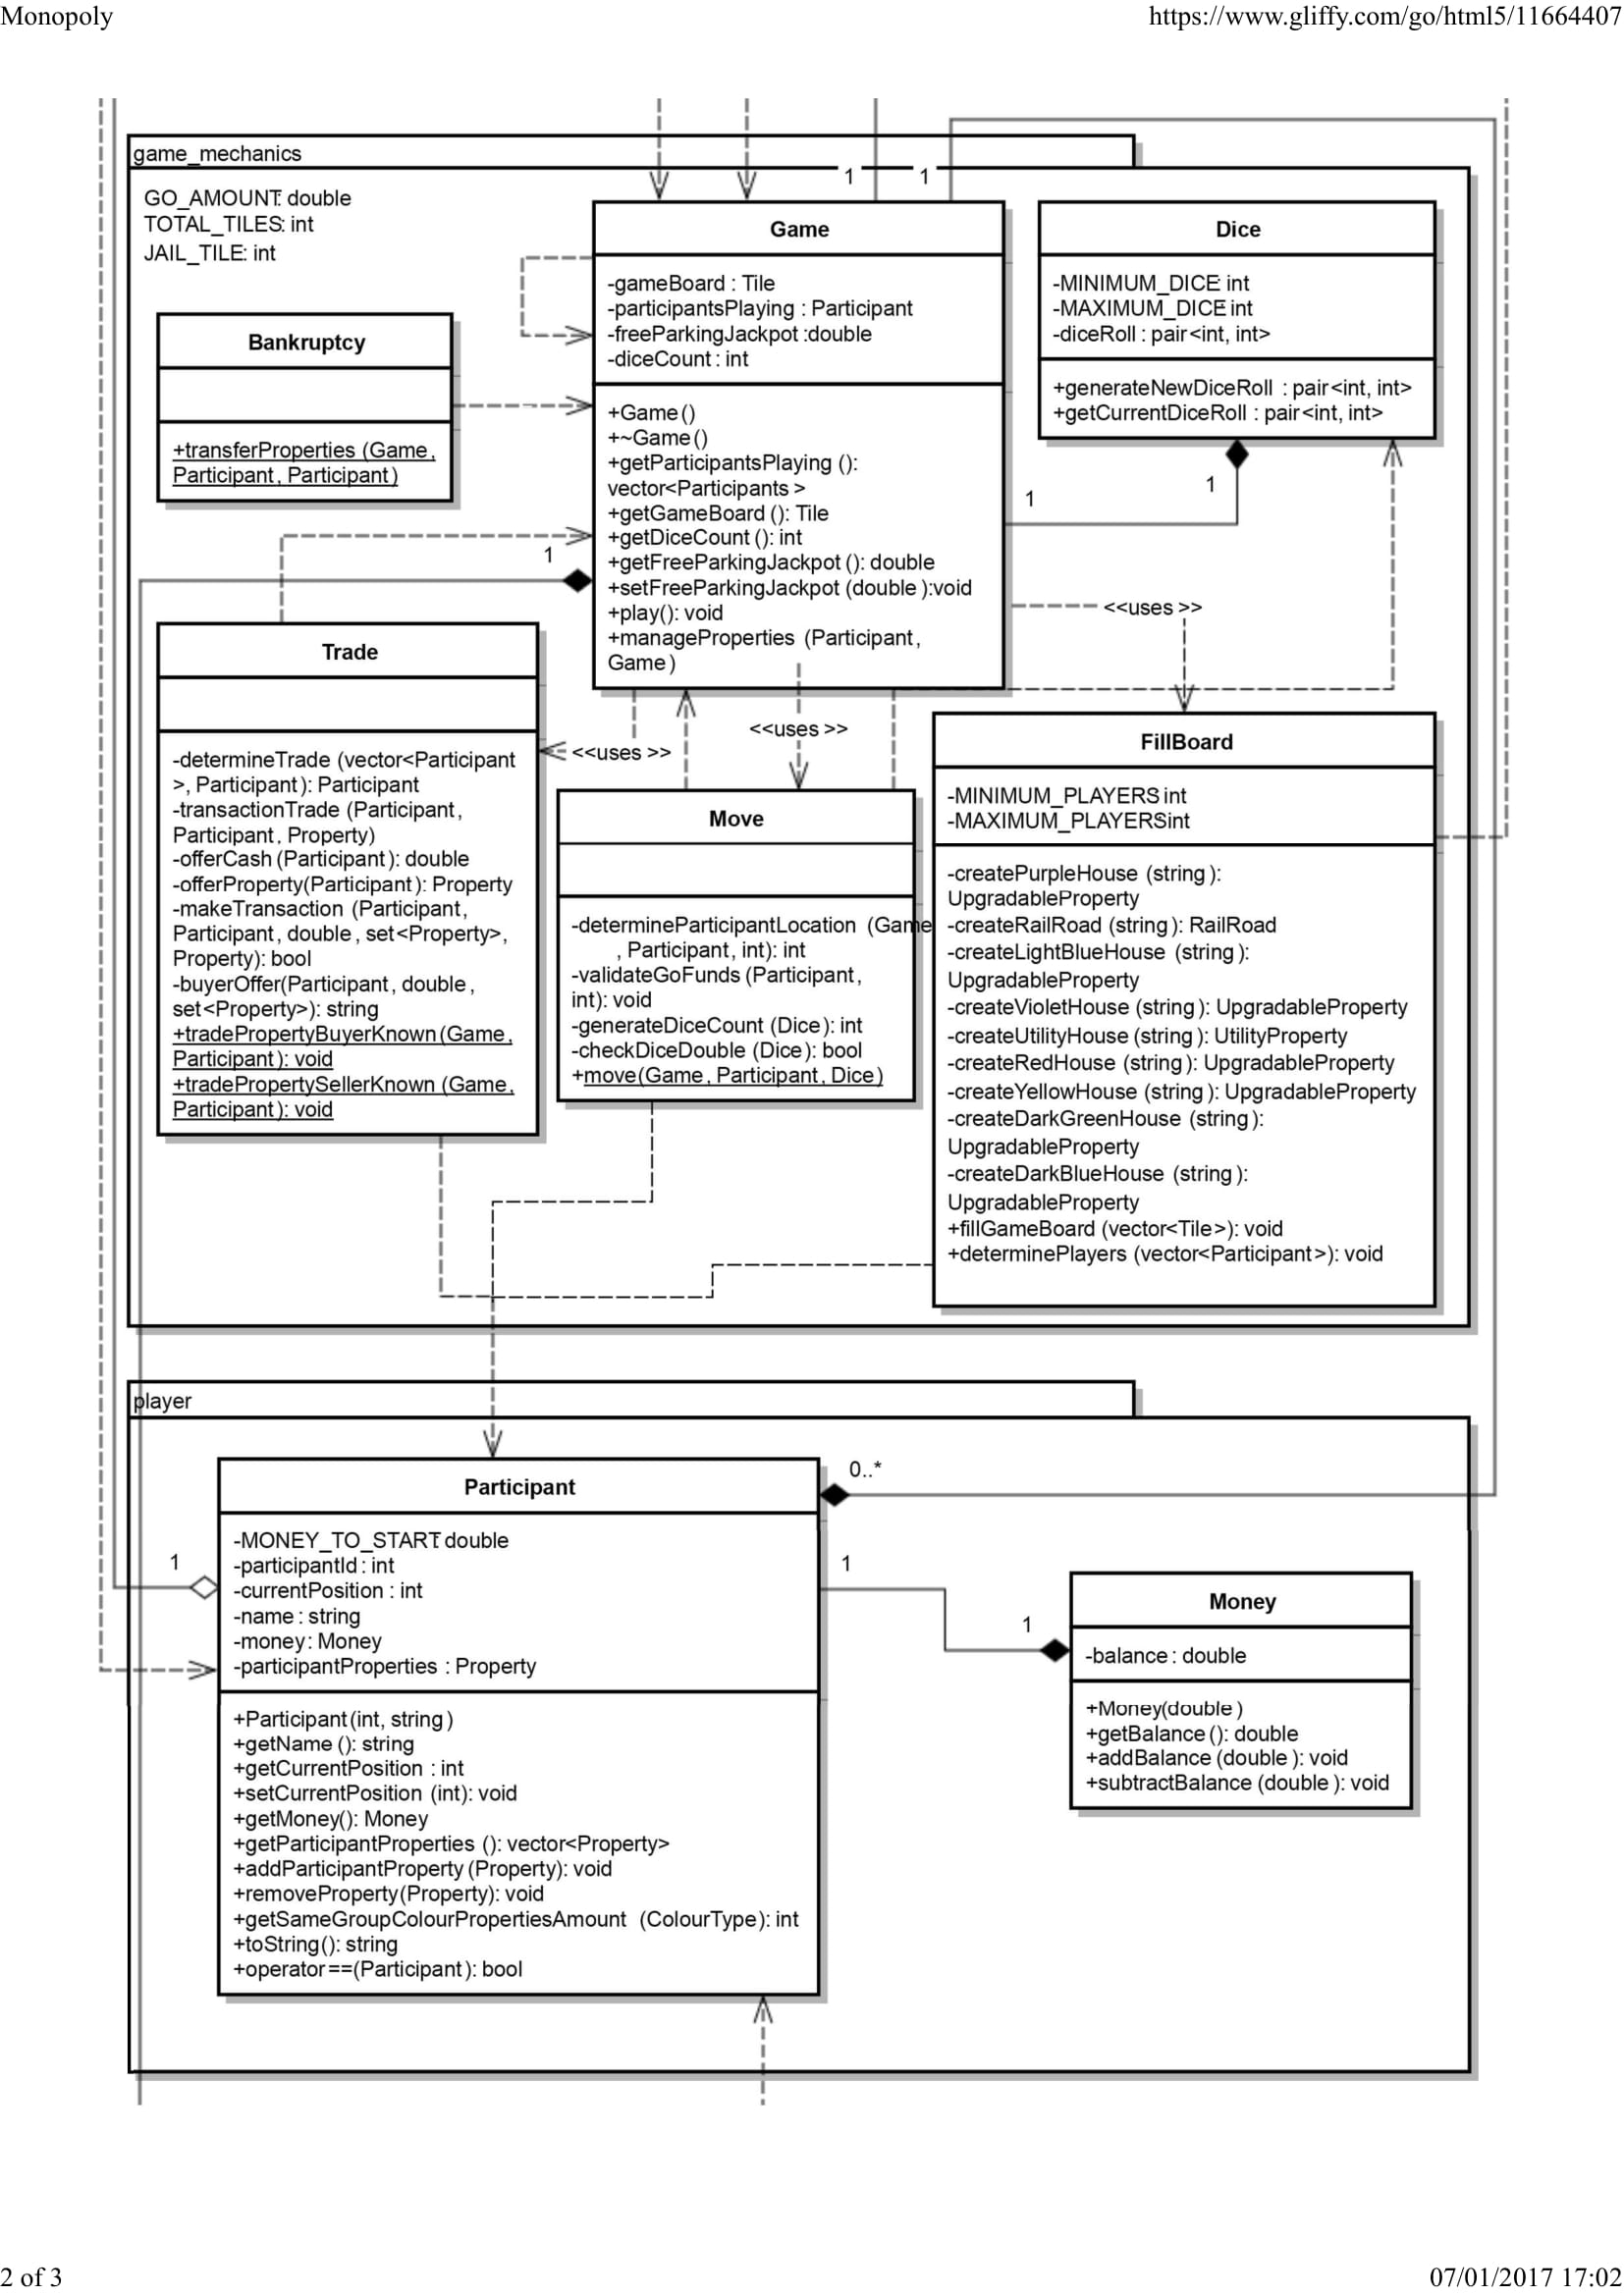 Monopoly
https://www.gliffy.com/go/html5/11664407
game_mechanics
GO_AMOUNT: double
TOTAL_TILES: int
JAIL_TILE: int
1
1
Game
-gameBoard : Tile
-participantsPlaying : Participant
-freeParkingJackpot :double
-diceCount : int
+Game()
+~Game()
+getParticipantsPlaying ():
vector<Participants >
+getGameBoard (): Tile
+getDiceCount (): int
+getFreeParkingJackpot (): double
+setFreeParkingJackpot (double ):void
+play(): void
+manageProperties (Participant,
Game)
Dice
-MINIMUM_DICE: int
-MAXIMUM_DICE: int
-diceRoll : pair<int, int>
+generateNewDiceRoll : pair<int, int>
+getCurrentDiceRoll : pair<int, int>
Bankruptcy
+transferProperties (Game,
Participant, Participant)
1
1
1
<<uses >>
<<uses >>
<<uses >>
Trade
-determineTrade (vector<Participant
>, Participant): Participant
-transactionTrade (Participant,
Participant, Property)
-offerCash (Participant): double
-offerProperty(Participant): Property
-makeTransaction (Participant,
Participant, double, set<Property>,
Property): bool
-buyerOffer(Participant, double,
set<Property>): string
+tradePropertyBuyerKnown(Game,
Participant): void
+tradePropertySellerKnown (Game,
Participant): void
Move
-determineParticipantLocation (Game
, Participant, int): int
-validateGoFunds (Participant,
int): void
-generateDiceCount (Dice): int
-checkDiceDouble (Dice): bool
+move(Game, Participant, Dice)
FillBoard
-MINIMUM_PLAYERS: int
-MAXIMUM_PLAYERS: int
-createPurpleHouse (string):
UpgradableProperty
-createRailRoad (string): RailRoad
-createLightBlueHouse (string):
UpgradableProperty
-createVioletHouse (string): UpgradableProperty
-createUtilityHouse (string): UtilityProperty
-createRedHouse (string): UpgradableProperty
-createYellowHouse (string): UpgradableProperty
-createDarkGreenHouse (string):
UpgradableProperty
-createDarkBlueHouse (string):
UpgradableProperty
+fillGameBoard (vector<Tile>): void
+determinePlayers (vector<Participant>): void
player
Participant
0..*
-MONEY_TO_START: double
-participantId : int
-currentPosition : int
-name : string
-money: Money
-participantProperties : Property
+Participant(int, string)
+getName (): string
+getCurrentPosition : int
+setCurrentPosition (int): void
+getMoney(): Money
+getParticipantProperties (): vector<Property>
+addParticipantProperty(Property): void
+removeProperty(Property): void
+getSameGroupColourPropertiesAmount (ColourType): int
+toString(): string
+operator==(Participant): bool
1
1
1
Money
-balance : double
+Money(double)
+getBalance (): double
+addBalance (double ): void
+subtractBalance (double ): void
2 of 3
07/01/2017 17:02